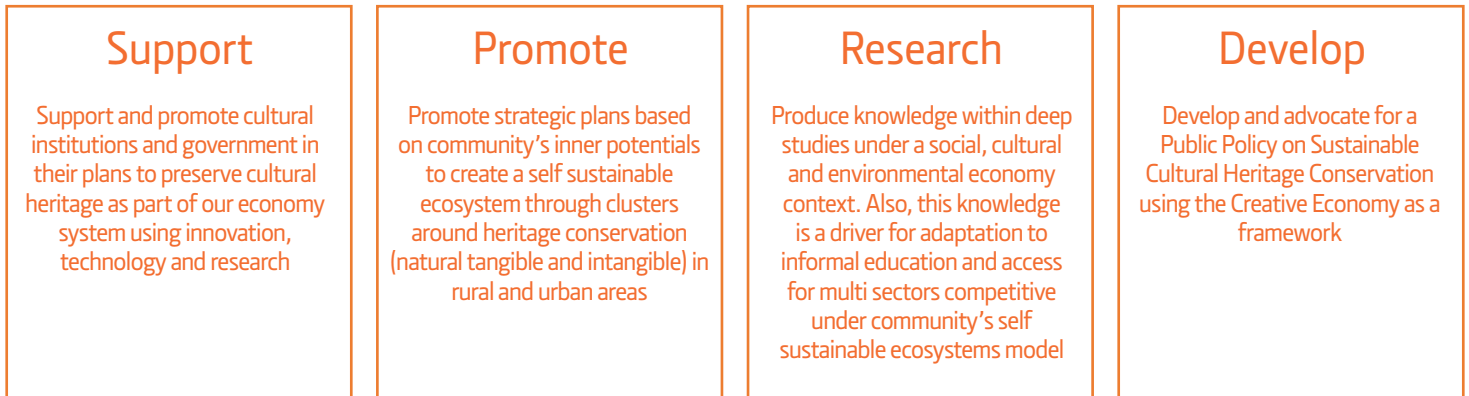 Support
Support and promote cultural
institutions and government in
their plans to preserve cultural
heritage as part of our economy
system using innovation,
technology and research
Promote
Promote strategic plans based
on community's inner potentials
to create a self sustainable
ecosystem through clusters
around heritage conservation
(natural tangible and intangible) in
rural and urban areas
Research
Produce knowledge within deep
studies under a social, cultural
and environmental economy
context. Also, this knowledge
is a driver for adaptation to
informal education and access
for multi sectors competitive
under community's self
sustainable ecosystems model
Develop
Develop and advocate for a
Public Policy on Sustainable
Cultural Heritage Conservation
using the Creative Economy as a
framework